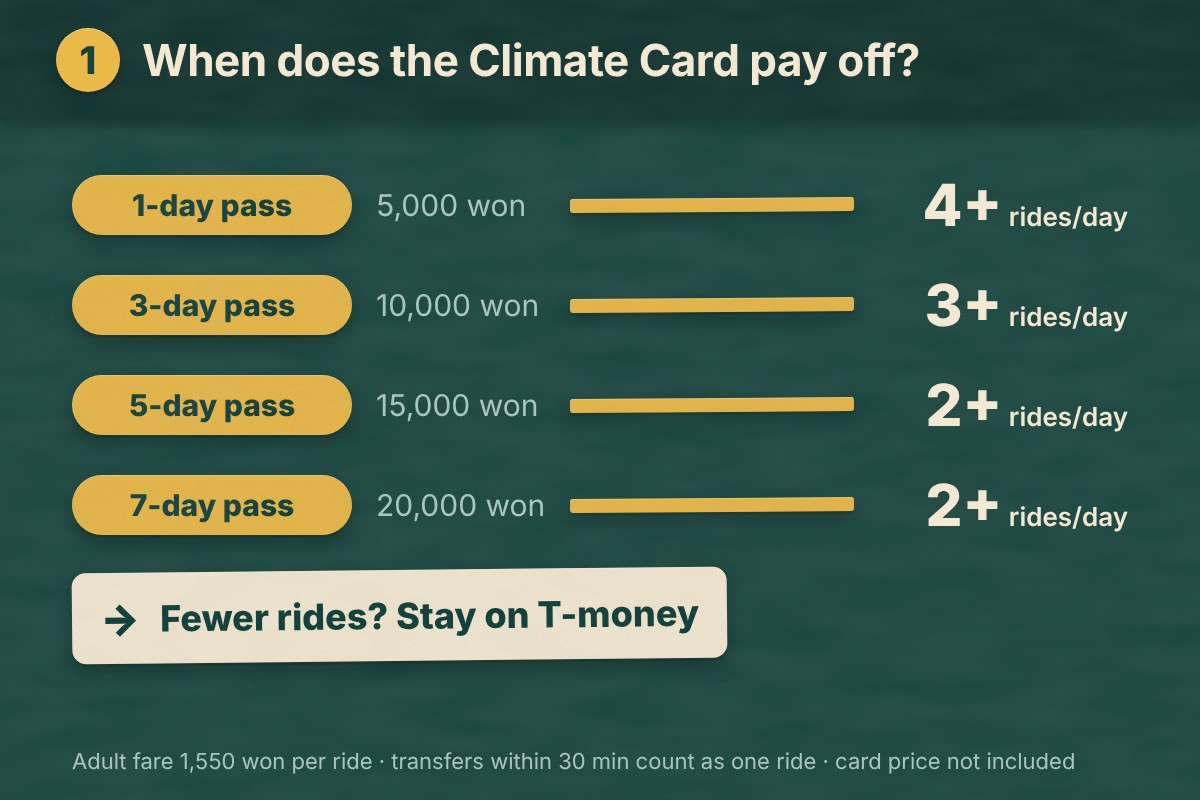 1 When does the Climate Card pay off?
1-day pass 5,000 won 4+ rides/day
3-day pass 10,000 won 3+ rides/day
5-day pass 15,000 won 2+ rides/day
7-day pass 20,000 won 2+ rides/day
→ Fewer rides? Stay on T-money
Adult fare 1,550 won per ride · transfers within 30 min count as one ride · card price not included